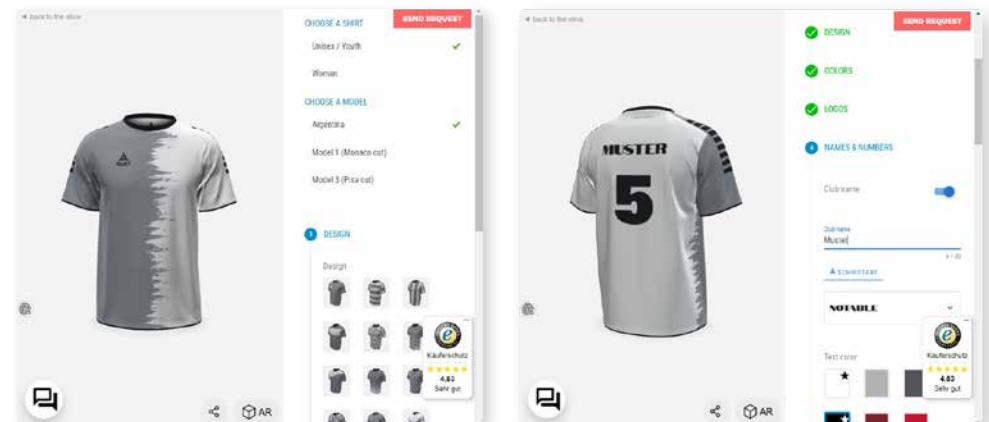 back to the store
CHOOSE A SHIRT
SEND REQUEST
Unisex / Youth
Woman
CHOOSE A MODEL
Argentina
Model 1 (Monaco cut)
Model 3 (Pisa cut)
3 DESIGN
Design
Käuferschutz
4,83
Sehr gut
AR
back to the store
SEND REQUEST
DESIGN
COLORS
LOGOS
4 NAMES & NUMBERS
MUSTER
5
Club name
Club name
Muster
SCHRIFTART
NOTABLE
Text color
Käuferschutz
4,83
Sehr gut
AR